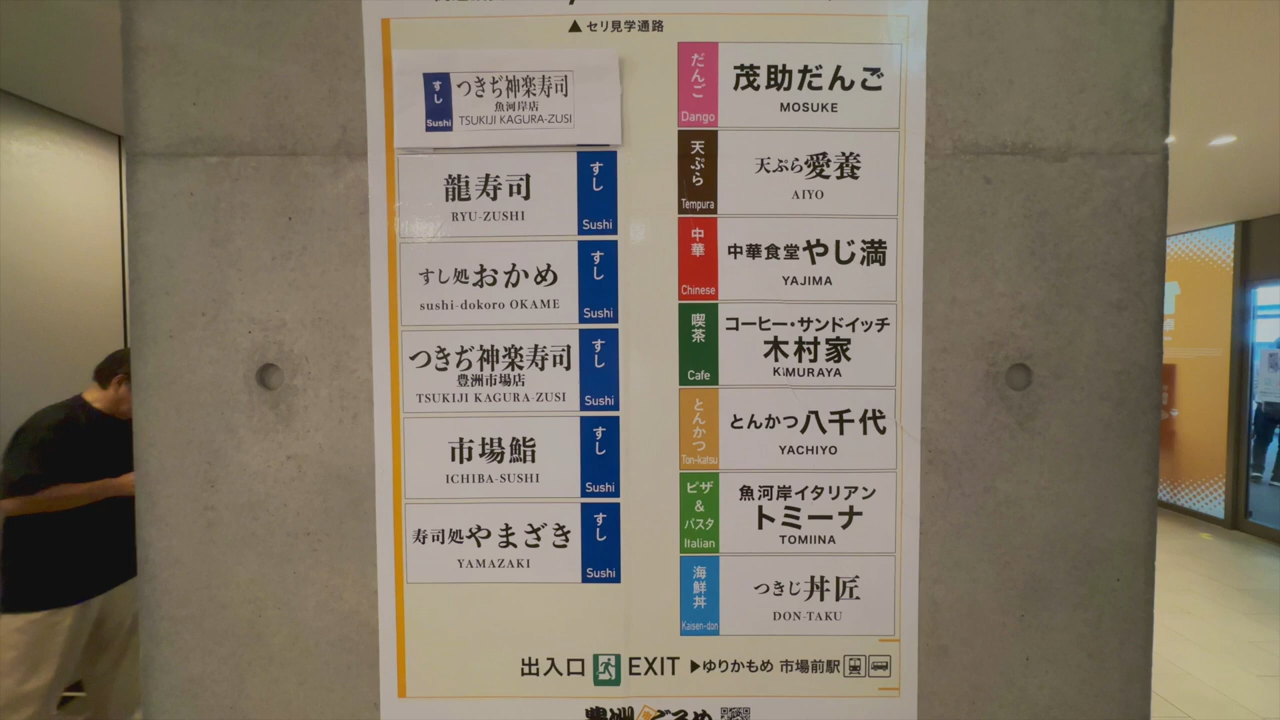 ▲ セリ見学通路
すし
Sushi
つきぢ神楽寿司
魚河岸店
TSUKIJI KAGURA-ZUSI
龍寿司
RYU-ZUSHI
すし
Sushi
すし処おかめ
sushi-dokoro OKAME
すし
Sushi
つきぢ神楽寿司
豊洲市場店
TSUKIJI KAGURA-ZUSI
すし
Sushi
市場鮨
ICHIBA-SUSHI
すし
Sushi
寿司処やまざき
YAMAZAKI
すし
Sushi
だんご
Dango
茂助だんご
MOSUKE
天ぷら
Tempura
天ぷら愛養
AIYO
中華
Chinese
中華食堂やじ満
YAJIMA
喫茶
Cafe
コーヒー・サンドイッチ
木村家
KIMURAYA
とんかつ
Ton-katsu
とんかつ八千代
YACHIYO
ピザ
&
パスタ
Italian
魚河岸イタリアン
トミーナ
TOMIINA
海鮮丼
Kaisen-don
つきじ丼匠
DON-TAKU
出入口 EXIT ▶ゆりかもめ 市場前駅